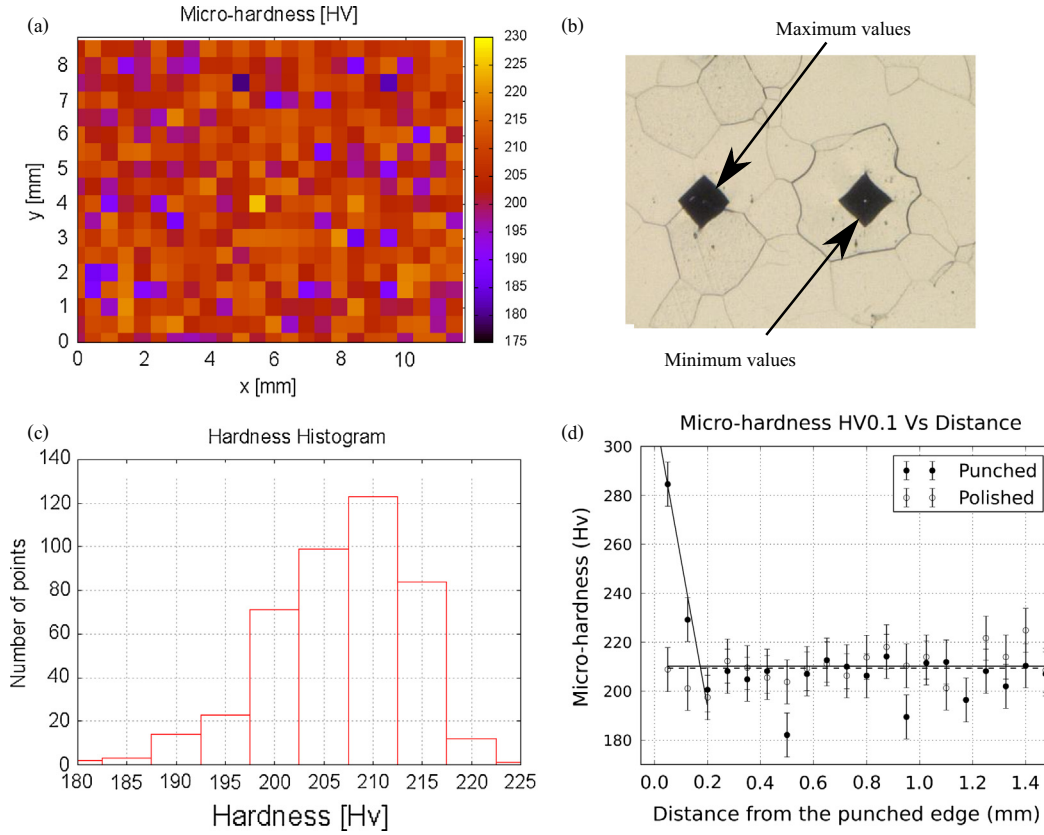 (a)
Micro-hardness [HV]
8
7
6
5
4
3
2
1
0
y [mm]
0 2 4 6 8 10
x [mm]
230
225
220
215
210
205
200
195
190
185
180
175
(b)
Maximum values
Minimum values
(c)
Hardness Histogram
140
120
100
80
60
40
20
0
Number of points
180 185 190 195 200 205 210 215 220 225
Hardness [Hv]
(d)
Micro-hardness HV0.1 Vs Distance
300
280
260
240
220
200
180
Micro-hardness (Hv)
Punched
Polished
0.0 0.2 0.4 0.6 0.8 1.0 1.2 1.4
Distance from the punched edge (mm)